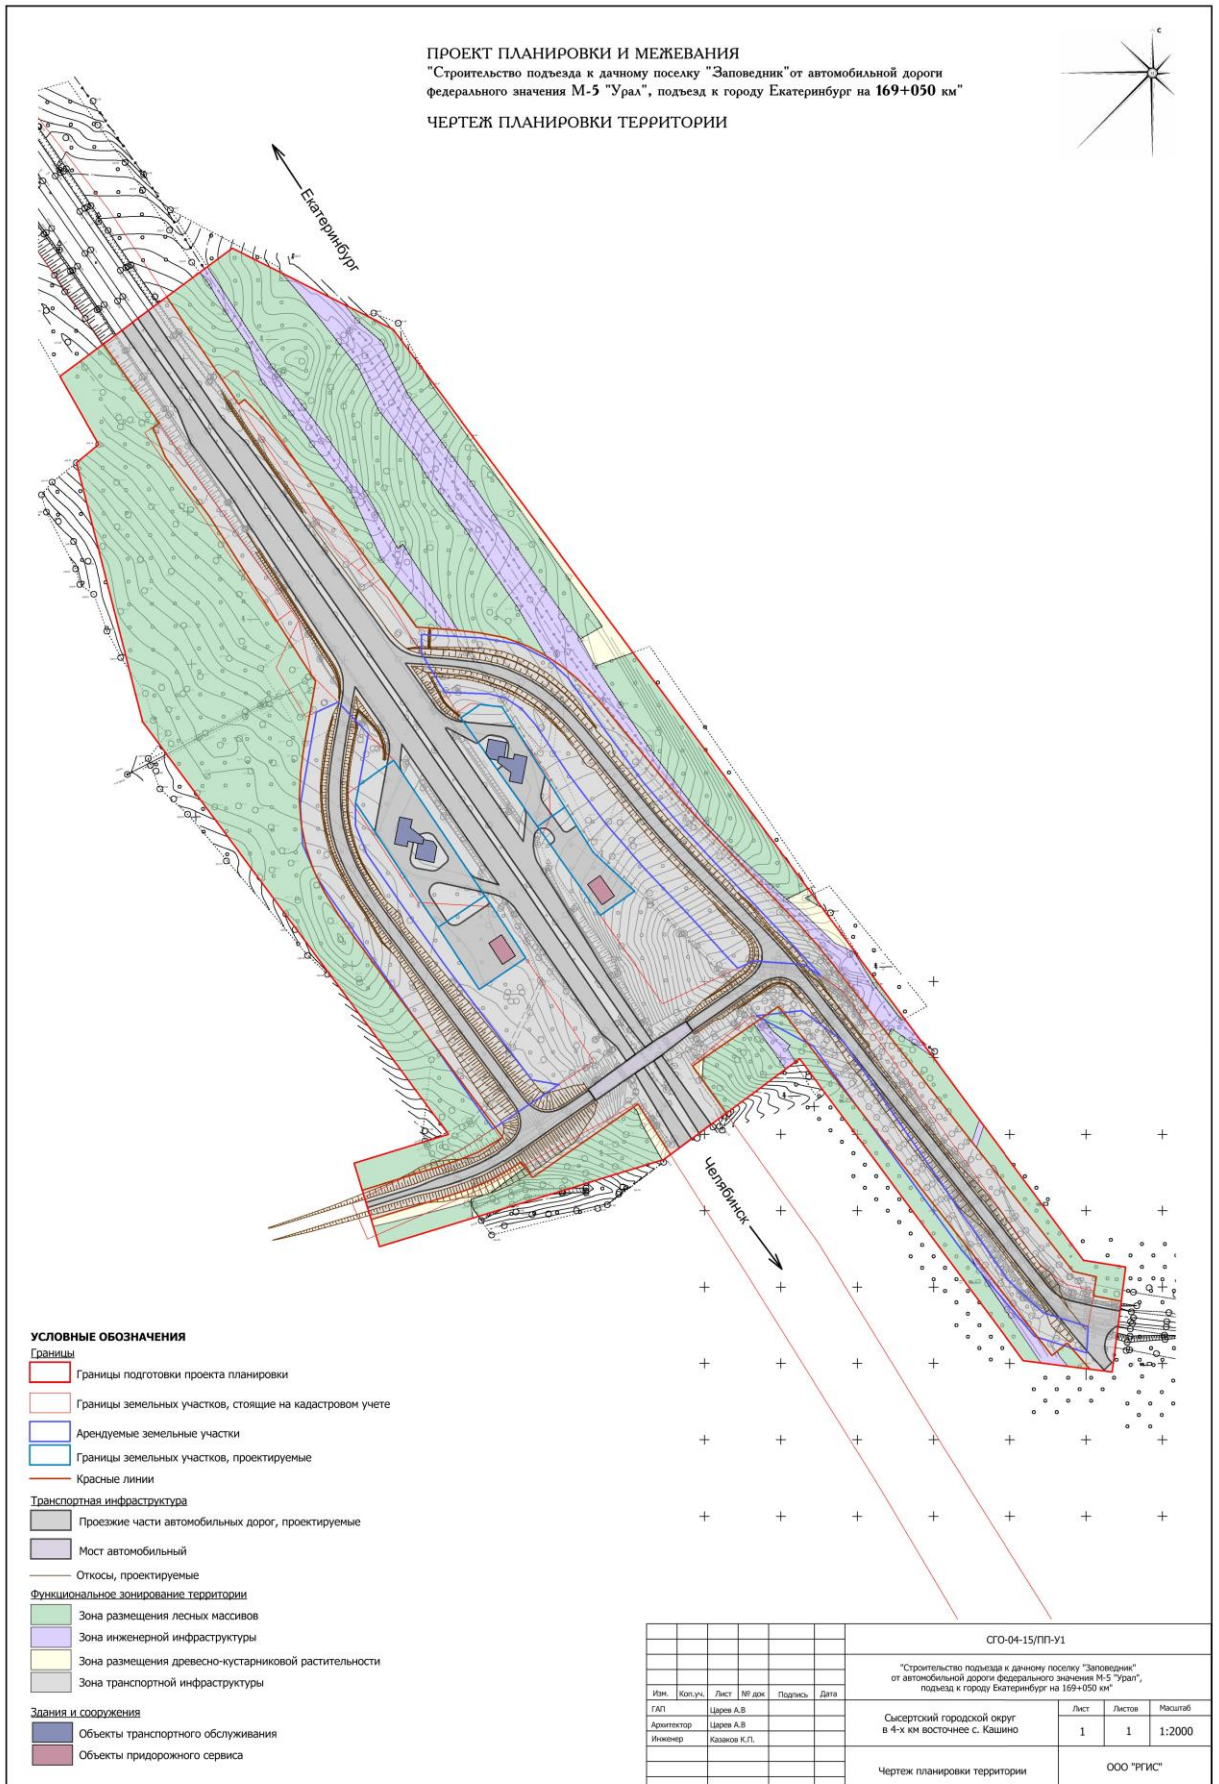 С
ПРОЕКТ ПЛАНИРОВКИ И МЕЖЕВАНИЯ
"Строительство подъезда к дачному поселку "Заповедник"от автомобильной дороги
федерального значения М-5 "Урал", подъезд к городу Екатеринбург на 169+050 км"
ЧЕРТЕЖ ПЛАНИРОВКИ ТЕРРИТОРИИ
Екатеринбург
Челябинск
УСЛОВНЫЕ ОБОЗНАЧЕНИЯ
Границы
Границы подготовки проекта планировки
Границы земельных участков, стоящие на кадастровом учете
Арендуемые земельные участки
Границы земельных участков, проектируемые
Красные линии
Транспортная инфраструктура
Проезжие части автомобильных дорог, проектируемые
Мост автомобильный
Откосы, проектируемые
Функциональное зонирование территории
Зона размещения лесных массивов
Зона инженерной инфраструктуры
Зона размещения древесно-кустарниковой растительности
Зона транспортной инфраструктуры
Здания и сооружения
Объекты транспортного обслуживания
Объекты придорожного сервиса
СГО-04-15/ПП-У1
"Строительство подъезда к дачному поселку "Заповедник"
от автомобильной дороги федерального значения М-5 "Урал",
подъезд к городу Екатеринбург на 169+050 км"
Изм. Кол.уч. Лист № док Подпись Дата
ГАП Царев А.В
Архитектор Царев А.В
Инженер Казаков К.П.
Сысертский городской округ
в 4-х км восточнее с. Кашино
Лист Листов Масштаб
1 1 1:2000
Чертеж планировки территории
ООО "РГИС"